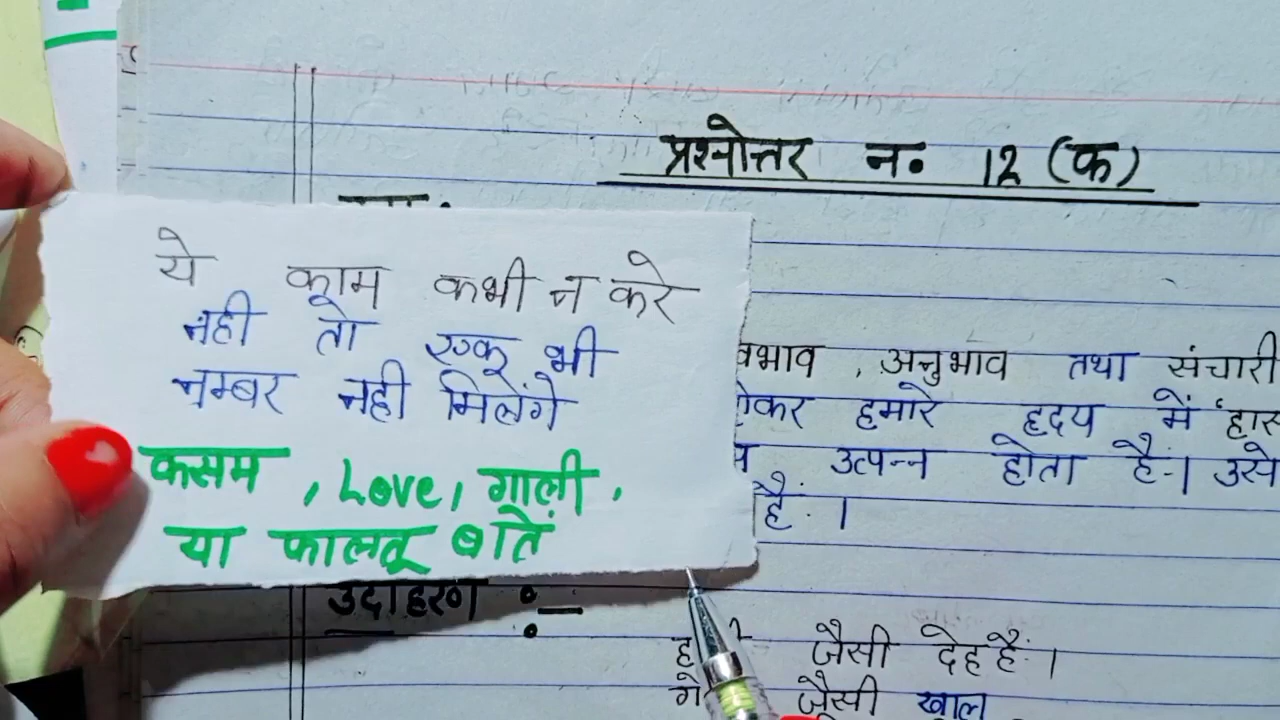 प्रश्नोत्तर न० 12 (क)
ये काम कभी न करे
नही तो एक भी
नम्बर नही मिलेंगे
कसम , Love, गाली ,
या फालतू बातें
अनुभाव तथा संचारी
हमारे हृदय में
उत्पन्न होता है । उसे
है ।
उदाहरण :-
जैसी देह है ।
जैसी खाल